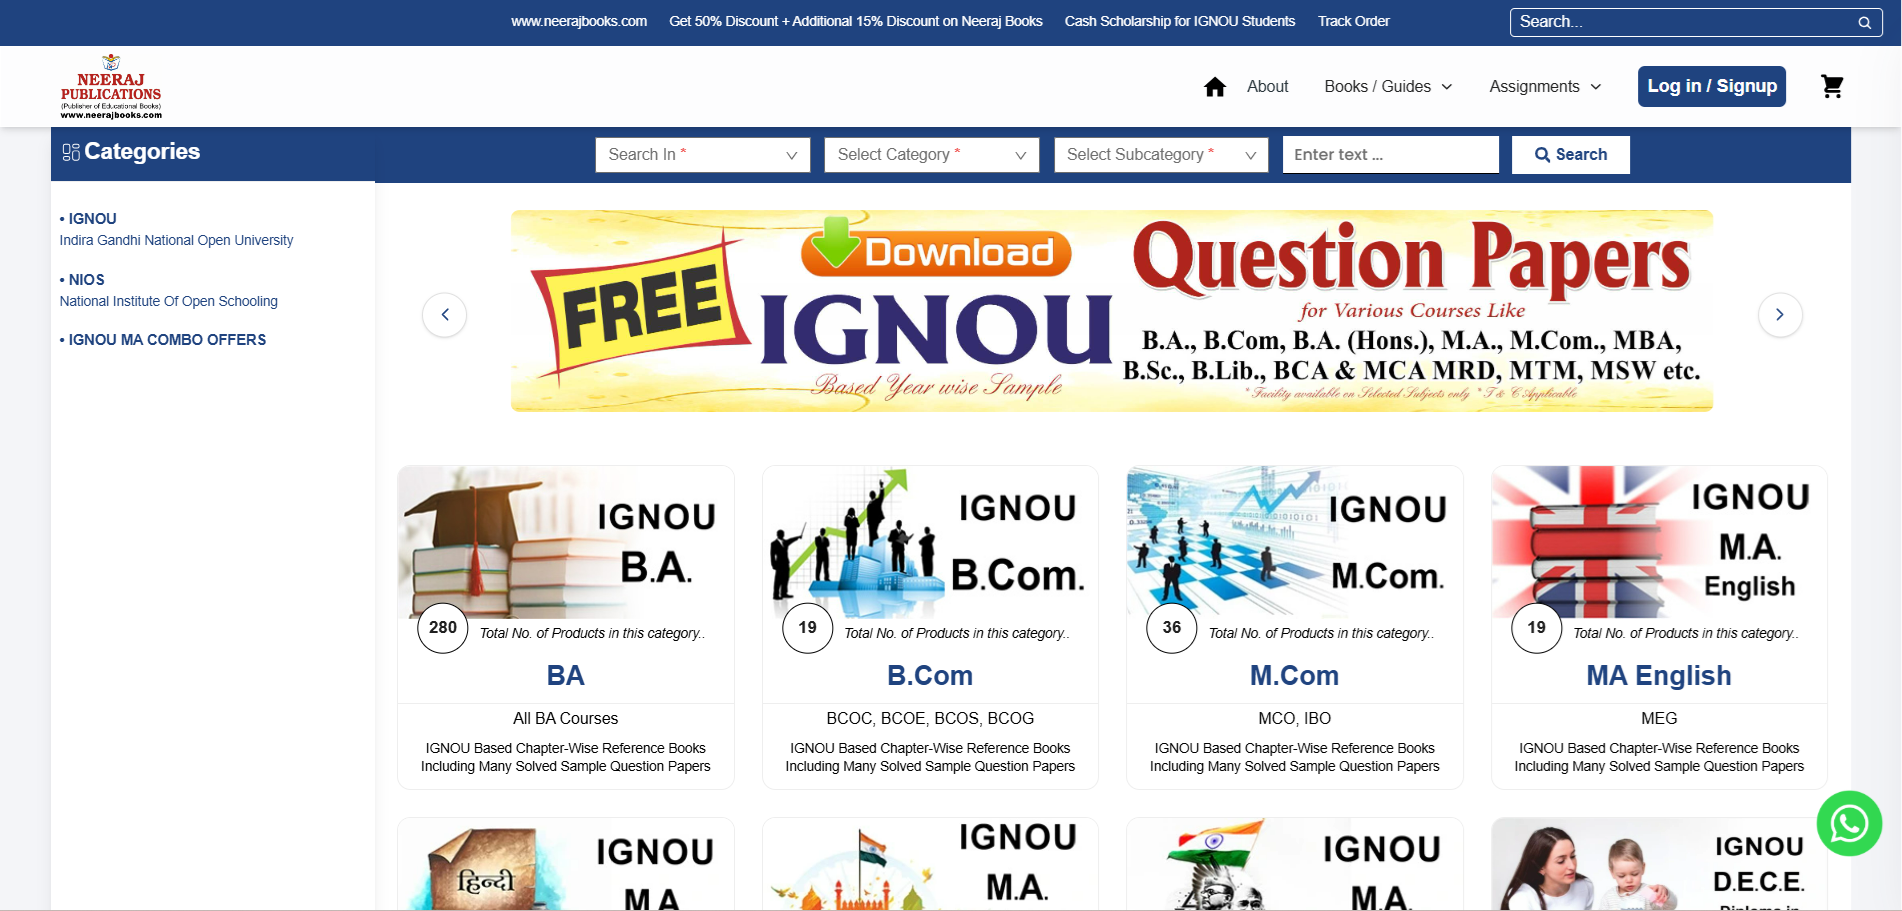 www.neerajbooks.com
Get 50% Discount + Additional 15% Discount on Neeraj Books
Cash Scholarship for IGNOU Students
Track Order
Search...
NEERAJ
PUBLICATIONS
(Publisher of Educational Books)
www.neerajbooks.com
About
Books / Guides
Assignments
Log in / Signup
Categories
Search In *
Select Category *
Select Subcategory *
Enter text ...
Search
• IGNOU
Indira Gandhi National Open University
• NIOS
National Institute Of Open Schooling
• IGNOU MA COMBO OFFERS
FREE
Download
IGNOU
Based Year wise Sample
Question Papers
for Various Courses Like
B.A., B.Com, B.A. (Hons.), M.A., M.Com., MBA,
B.Sc., B.Lib., BCA & MCA MRD, MTM, MSW etc.
* Facility available on Selected Subjects only * T & C Applicable
IGNOU
B.A.
280
Total No. of Products in this category..
BA
All BA Courses
IGNOU Based Chapter-Wise Reference Books
Including Many Solved Sample Question Papers
IGNOU
B.Com.
19
Total No. of Products in this category..
B.Com
BCOC, BCOE, BCOS, BCOG
IGNOU Based Chapter-Wise Reference Books
Including Many Solved Sample Question Papers
IGNOU
M.Com.
36
Total No. of Products in this category..
M.Com
MCO, IBO
IGNOU Based Chapter-Wise Reference Books
Including Many Solved Sample Question Papers
IGNOU
M.A.
English
19
Total No. of Products in this category..
MA English
MEG
IGNOU Based Chapter-Wise Reference Books
Including Many Solved Sample Question Papers
हिन्दी
IGNOU
M.A.
IGNOU
M.A.
IGNOU
M.A.
IGNOU
D.E.C.E.
Diploma in